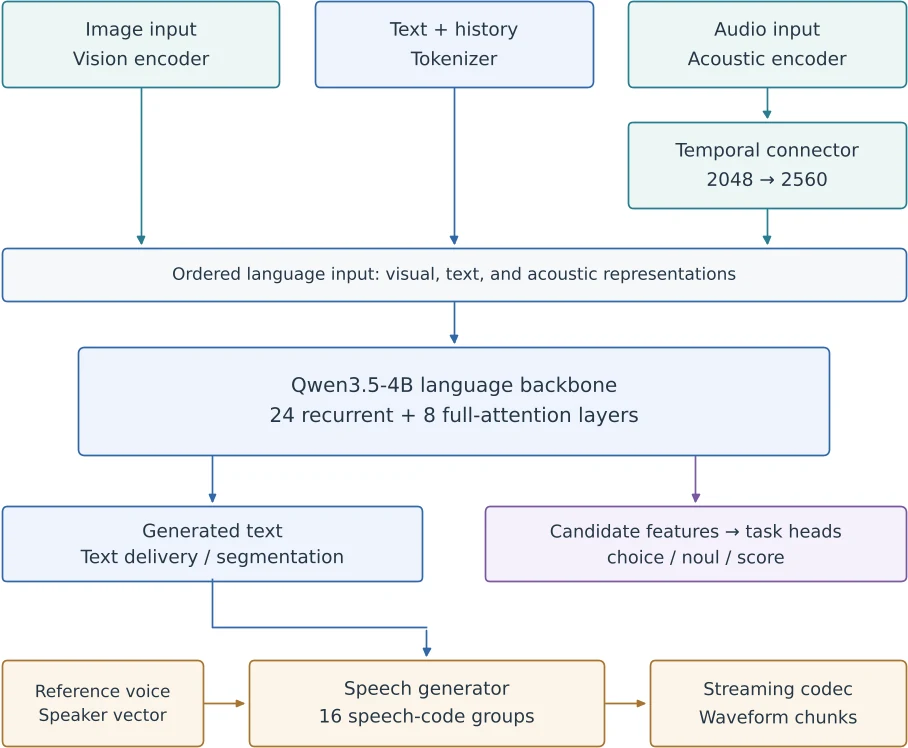 Image input
Vision encoder
Text + history
Tokenizer
Audio input
Acoustic encoder
Temporal connector
2048 → 2560
Ordered language input: visual, text, and acoustic representations
Qwen3.5-4B language backbone
24 recurrent + 8 full-attention layers
Generated text
Text delivery / segmentation
Candidate features → task heads
choice / noul / score
Reference voice
Speaker vector
Speech generator
16 speech-code groups
Streaming codec
Waveform chunks